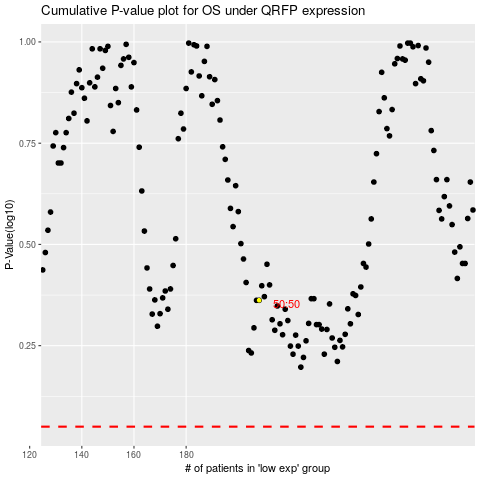 Cumulative P-value plot for OS under QRFP expression
P-Value(log10)
1.00
0.75
0.50
0.25
50:50
120 140 160 180
# of patients in 'low exp' group